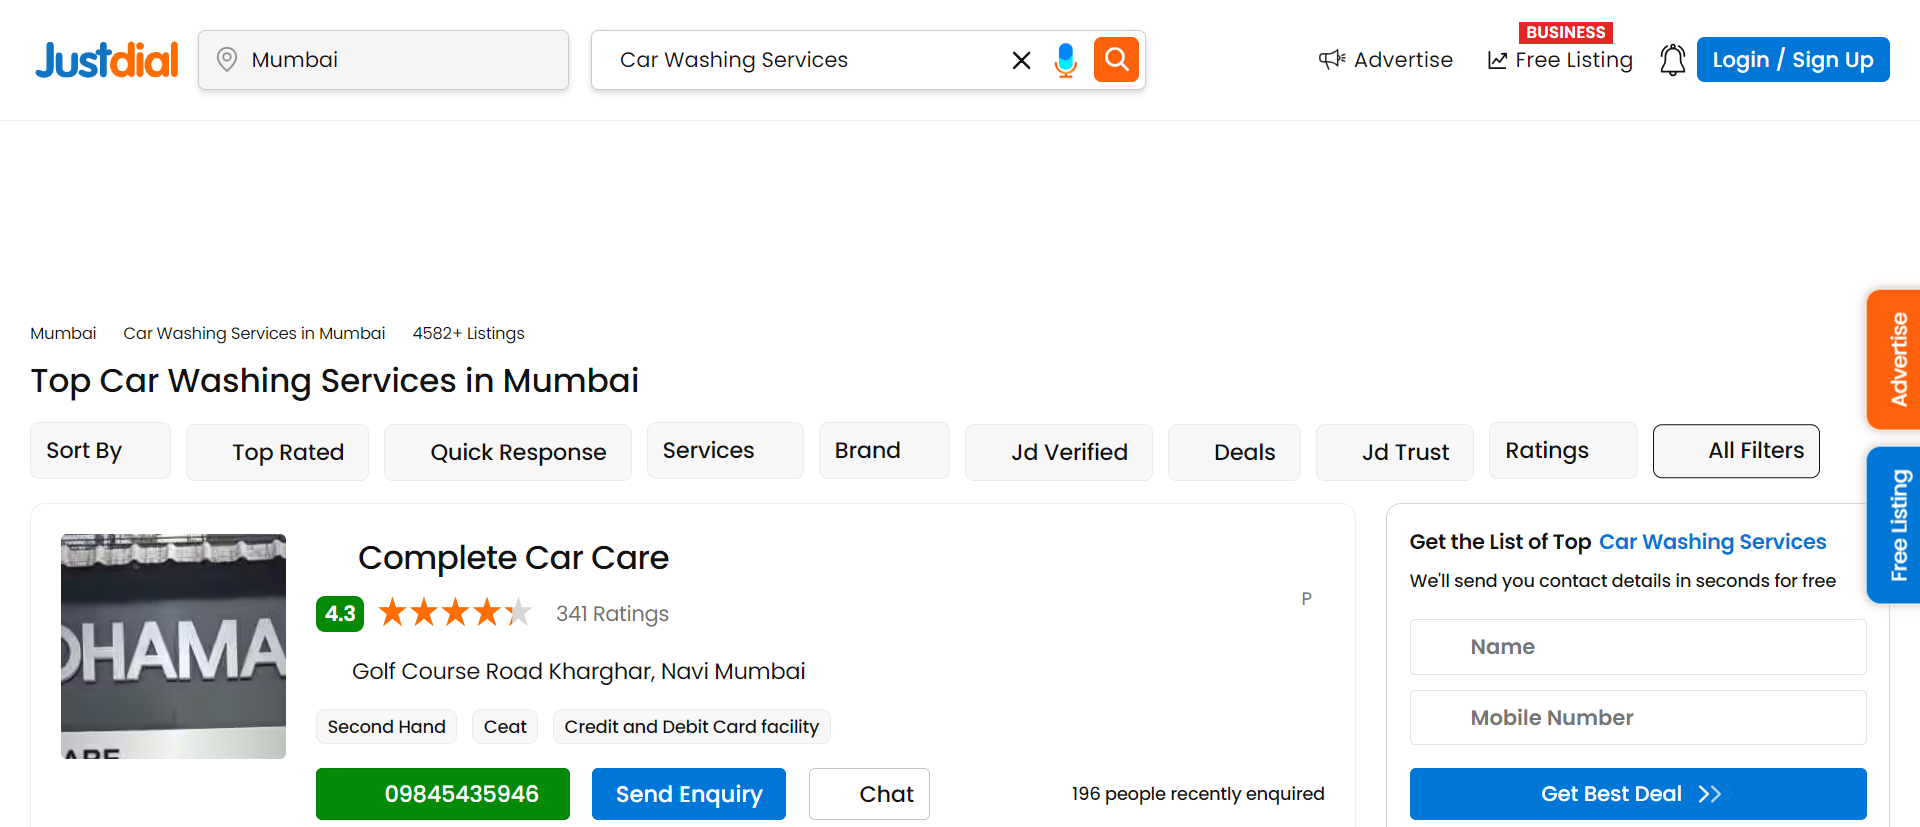 Justdial
Mumbai
Car Washing Services
Advertise
BUSINESS
Free Listing
Login / Sign Up
Mumbai Car Washing Services in Mumbai 4582+ Listings
Top Car Washing Services in Mumbai
Sort By Top Rated Quick Response Services Brand Jd Verified Deals Jd Trust Ratings All Filters
Advertise
Free Listing
Complete Car Care
4.3 341 Ratings
P
Golf Course Road Kharghar, Navi Mumbai
Second Hand Ceat Credit and Debit Card facility
09845435946 Send Enquiry Chat 196 people recently enquired
Get the List of Top Car Washing Services
We'll send you contact details in seconds for free
Name
Mobile Number
Get Best Deal